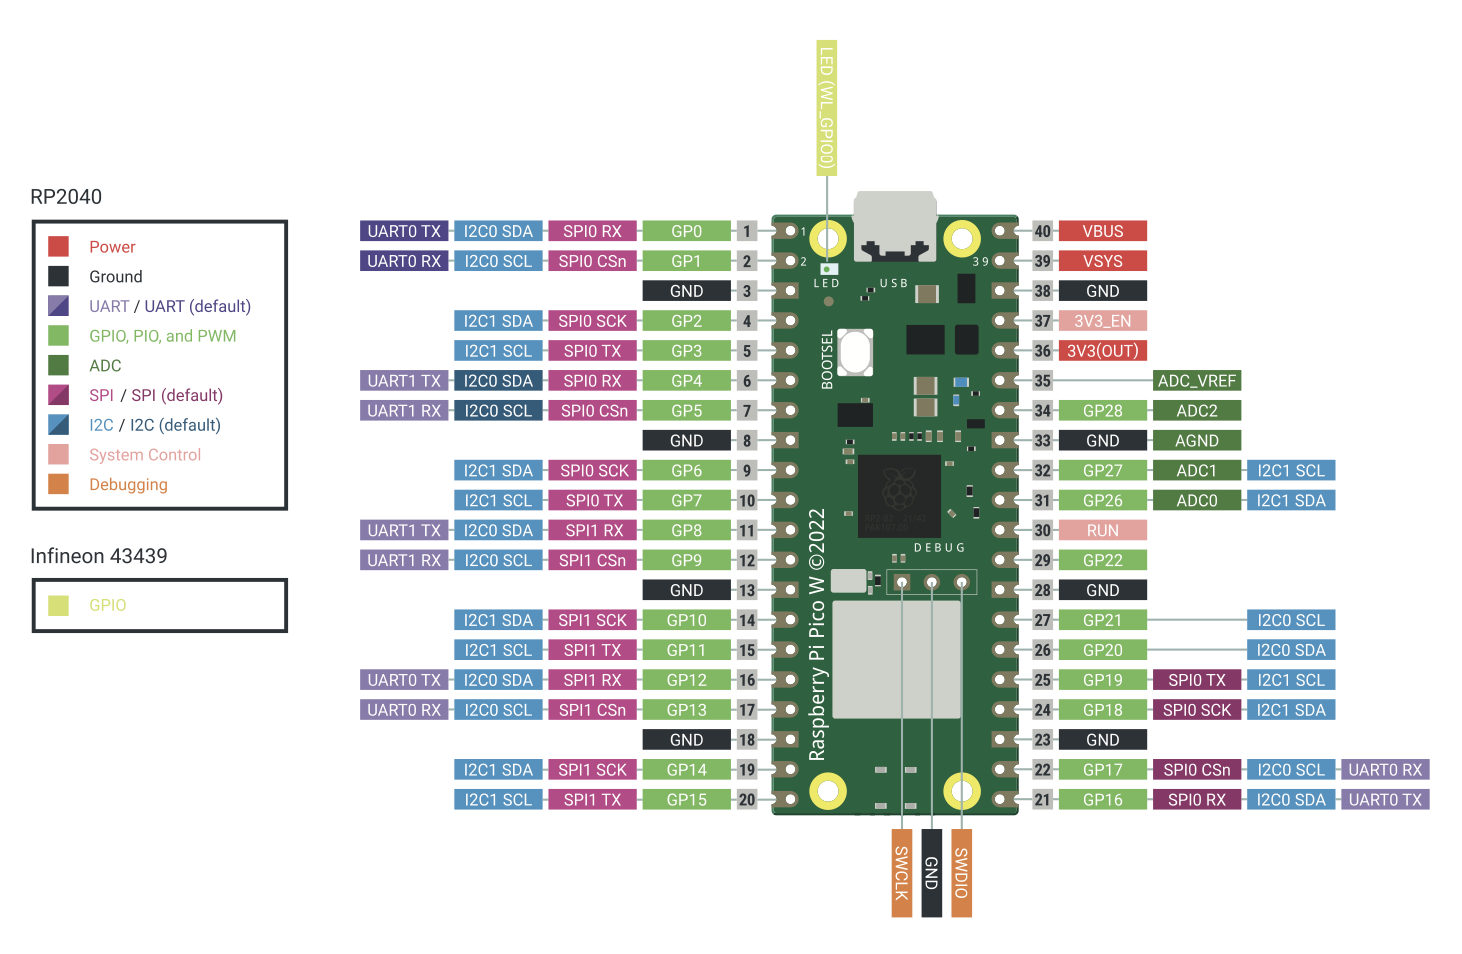 LED (WL_GPIO0)
RP2040
Power
Ground
UART / UART (default)
GPIO, PIO, and PWM
ADC
SPI / SPI (default)
I2C / I2C (default)
System Control
Debugging
Infineon 43439
GPIO
UART0 TX I2C0 SDA SPI0 RX GP0 1
UART0 RX I2C0 SCL SPI0 CSn GP1 2
GND 3
I2C1 SDA SPI0 SCK GP2 4
I2C1 SCL SPI0 TX GP3 5
UART1 TX I2C0 SDA SPI0 RX GP4 6
UART1 RX I2C0 SCL SPI0 CSn GP5 7
GND 8
I2C1 SDA SPI0 SCK GP6 9
I2C1 SCL SPI0 TX GP7 10
UART1 TX I2C0 SDA SPI1 RX GP8 11
UART1 RX I2C0 SCL SPI1 CSn GP9 12
GND 13
I2C1 SDA SPI1 SCK GP10 14
I2C1 SCL SPI1 TX GP11 15
UART0 TX I2C0 SDA SPI1 RX GP12 16
UART0 RX I2C0 SCL SPI1 CSn GP13 17
GND 18
I2C1 SDA SPI1 SCK GP14 19
I2C1 SCL SPI1 TX GP15 20
1
2
39
LED
USB
BOOTSEL
DEBUG
Raspberry Pi Pico W ©2022
40 VBUS
39 VSYS
38 GND
37 3V3_EN
36 3V3(OUT)
35 ADC_VREF
34 GP28 ADC2
33 GND AGND
32 GP27 ADC1 I2C1 SCL
31 GP26 ADC0 I2C1 SDA
30 RUN
29 GP22
28 GND
27 GP21 I2C0 SCL
26 GP20 I2C0 SDA
25 GP19 SPI0 TX I2C1 SCL
24 GP18 SPI0 SCK I2C1 SDA
23 GND
22 GP17 SPI0 CSn I2C0 SCL UART0 RX
21 GP16 SPI0 RX I2C0 SDA UART0 TX
SWCLK
GND
SWDIO